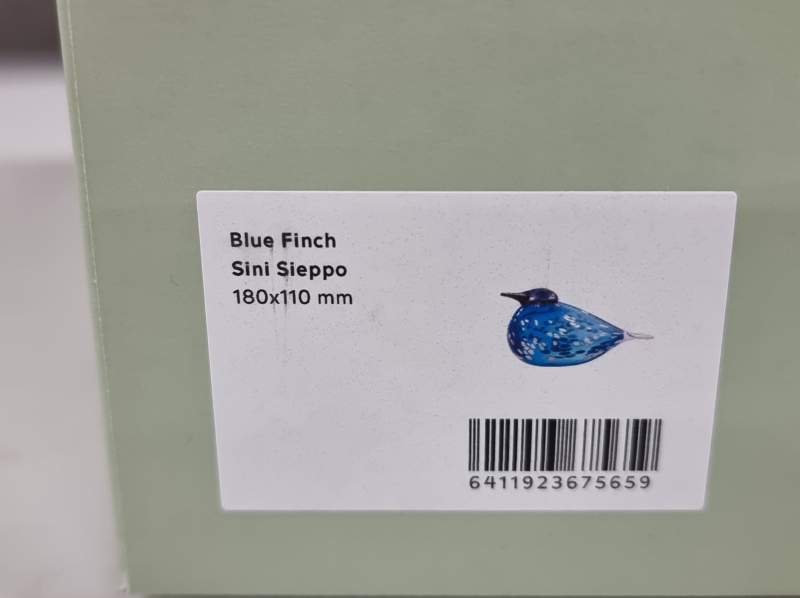 Blue Finch
Sini Sieppo
180x110 mm
6411923675659